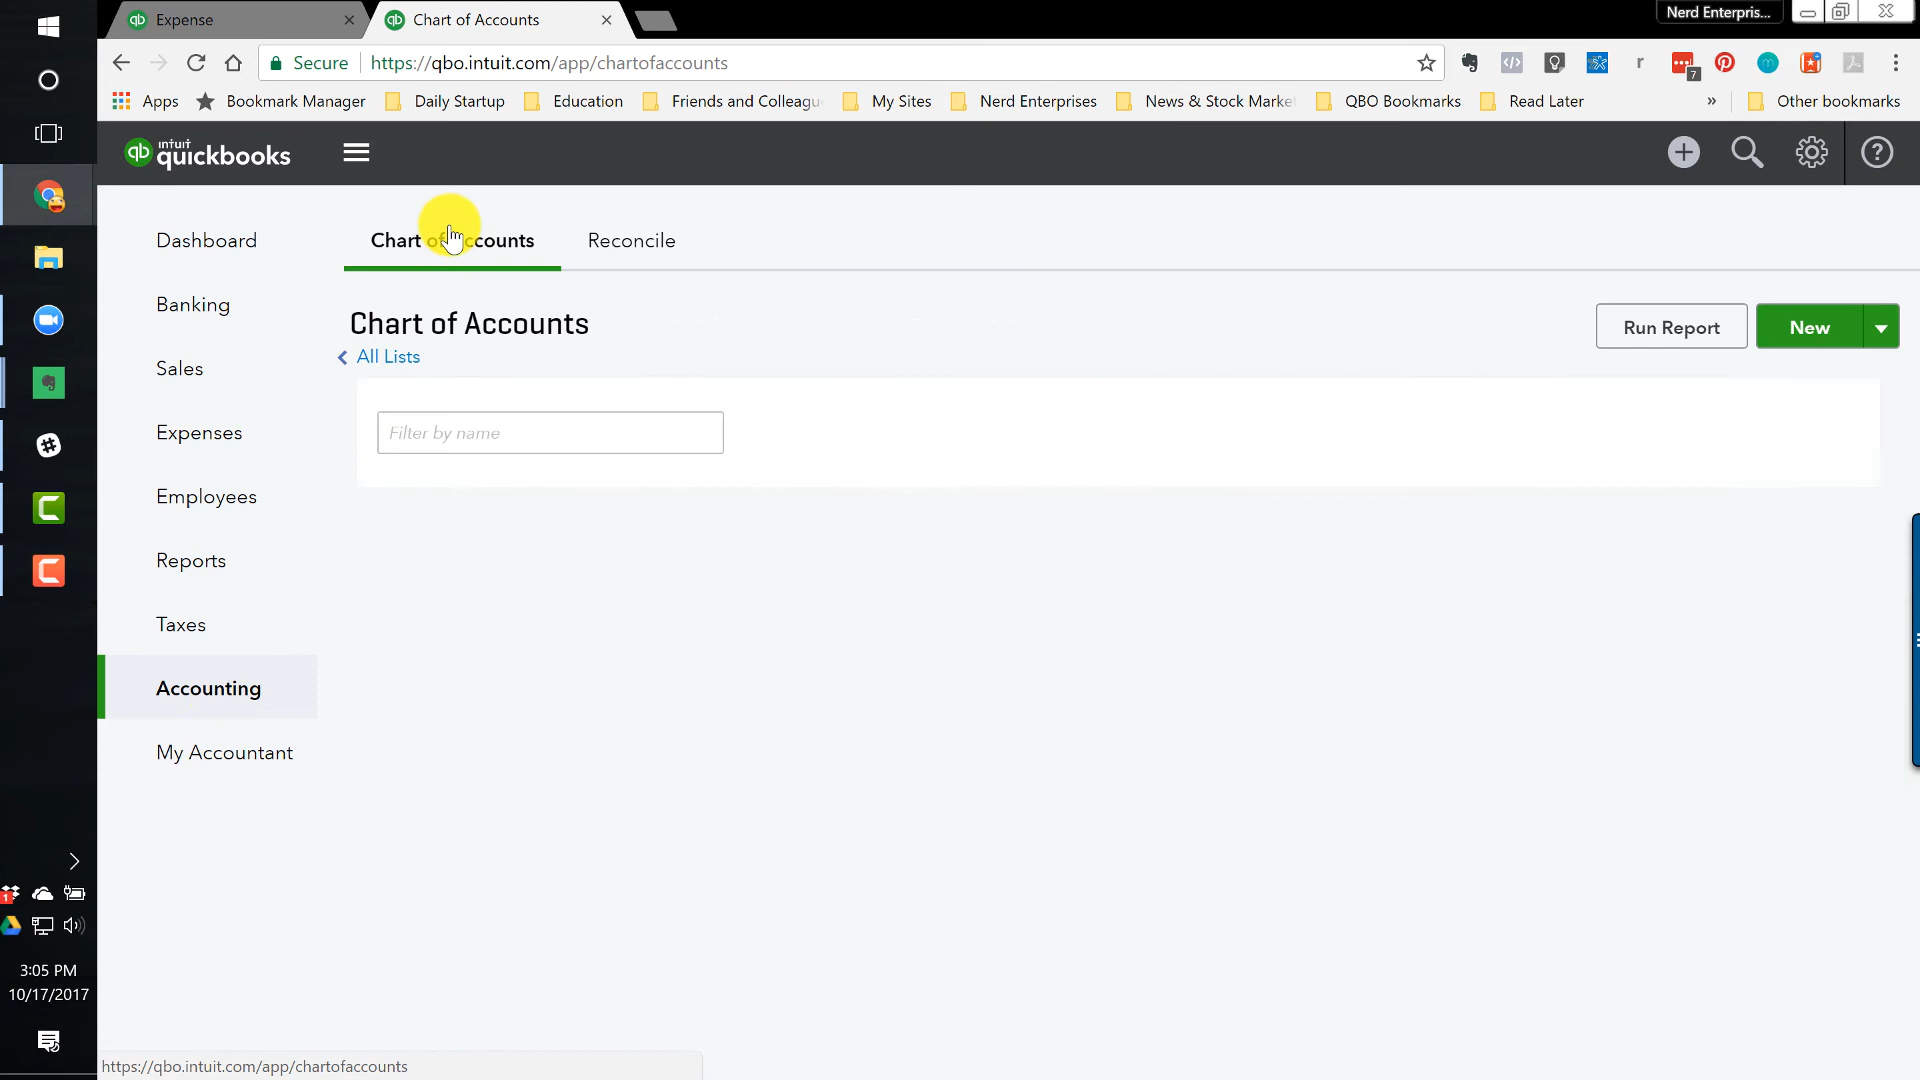 Expense
Chart of Accounts
Nerd Enterpris...
Secure
https://qbo.intuit.com/app/chartofaccounts
7
Apps
Bookmark Manager
Daily Startup
Education
Friends and Colleagu
My Sites
Nerd Enterprises
News & Stock Market
QBO Bookmarks
Read Later
»
Other bookmarks
qb intuit quickbooks
Dashboard
Banking
Sales
Expenses
Employees
Reports
Taxes
Accounting
My Accountant
Chart of Accounts
Reconcile
Chart of Accounts
All Lists
Run Report
New
Filter by name
1
3:05 PM
10/17/2017
https://qbo.intuit.com/app/chartofaccounts